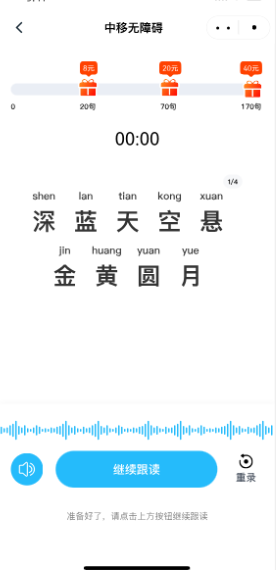 中移无障碍
8元 20元 40元
0 20句 70句 170句
00:00
1/4
shen lan tian kong xuan
深 蓝 天 空 悬
jin huang yuan yue
金 黄 圆 月
继续跟读
重录
准备好了，请点击上方按钮继续跟读